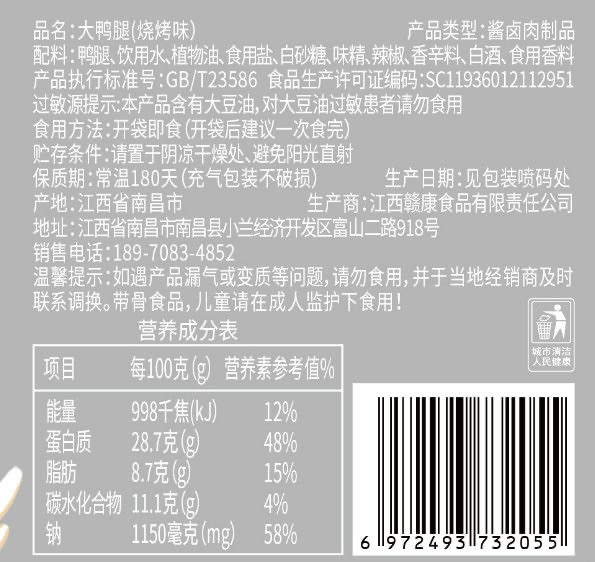 品名:大鸭腿(烧烤味) 产品类型:酱卤肉制品
配料:鸭腿、饮用水、植物油、食用盐、白砂糖、味精、辣椒、香辛料、白酒、食用香料
产品执行标准号:GB/T23586 食品生产许可证编码:SC11936012112951
过敏源提示:本产品含有大豆油,对大豆油过敏患者请勿食用
食用方法:开袋即食(开袋后建议一次食完)
贮存条件:请置于阴凉干燥处、避免阳光直射
保质期:常温180天(充气包装不破损) 生产日期:见包装喷码处
产地:江西省南昌市 生产商:江西赣康食品有限责任公司
地址:江西省南昌市南昌县小兰经济开发区富山二路918号
销售电话:189-7083-4852
温馨提示:如遇产品漏气或变质等问题,请勿食用,并于当地经销商及时
联系调换。带骨食品,儿童请在成人监护下食用!
营养成分表
项目 每100克(g) 营养素参考值%
能量 998千焦(kJ) 12%
蛋白质 28.7克(g) 48%
脂肪 8.7克(g) 15%
碳水化合物 11.1克(g) 4%
钠 1150毫克(mg) 58%
城市清洁
人民健康
6 972493 732055